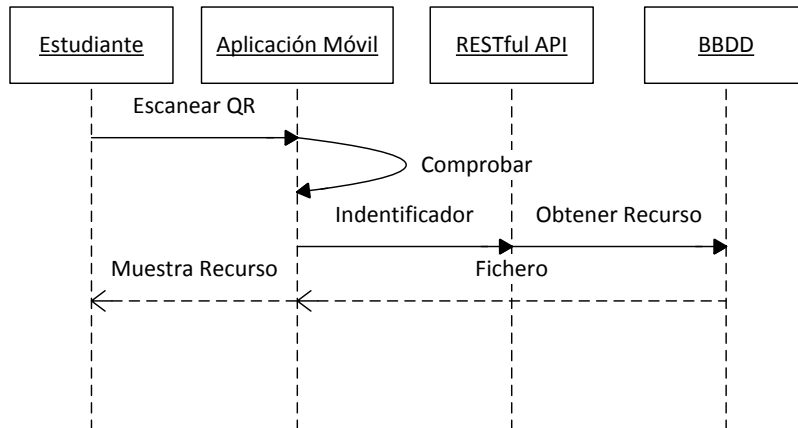 Estudiante
Aplicación Móvil
RESTful API
BBDD
Escanear QR
Comprobar
Indentificador
Obtener Recurso
Muestra Recurso
Fichero